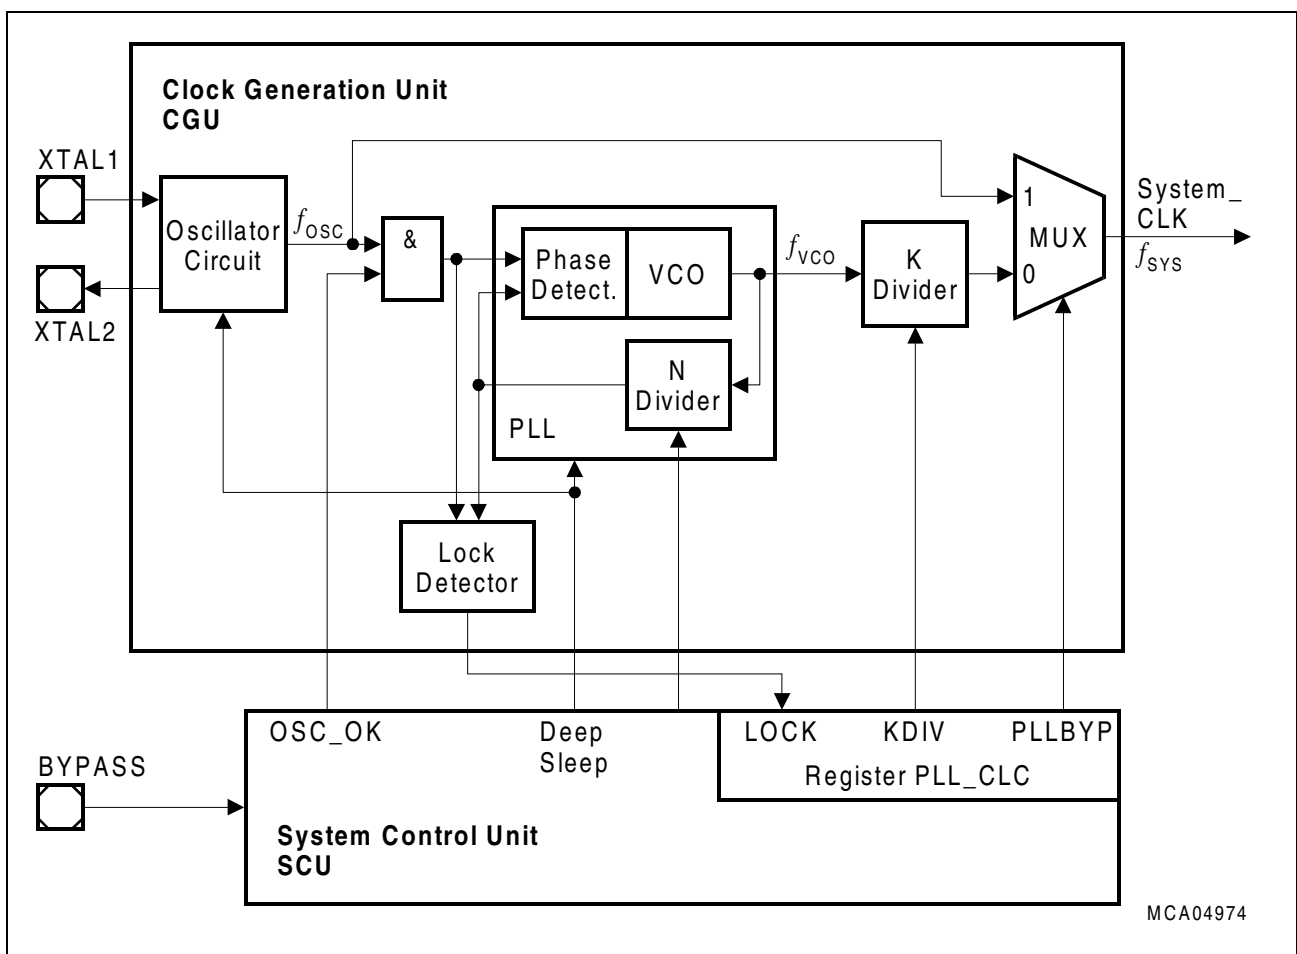 Clock Generation Unit
CGU
XTAL1
XTAL2
Oscillator
Circuit
fOSC
&
Phase
Detect.
VCO
N
Divider
PLL
fVCO
K
Divider
1
MUX
0
System_
CLK
fSYS
Lock
Detector
OSC_OK
Deep
Sleep
LOCK
KDIV
PLLBYP
Register PLL_CLC
BYPASS
System Control Unit
SCU
MCA04974